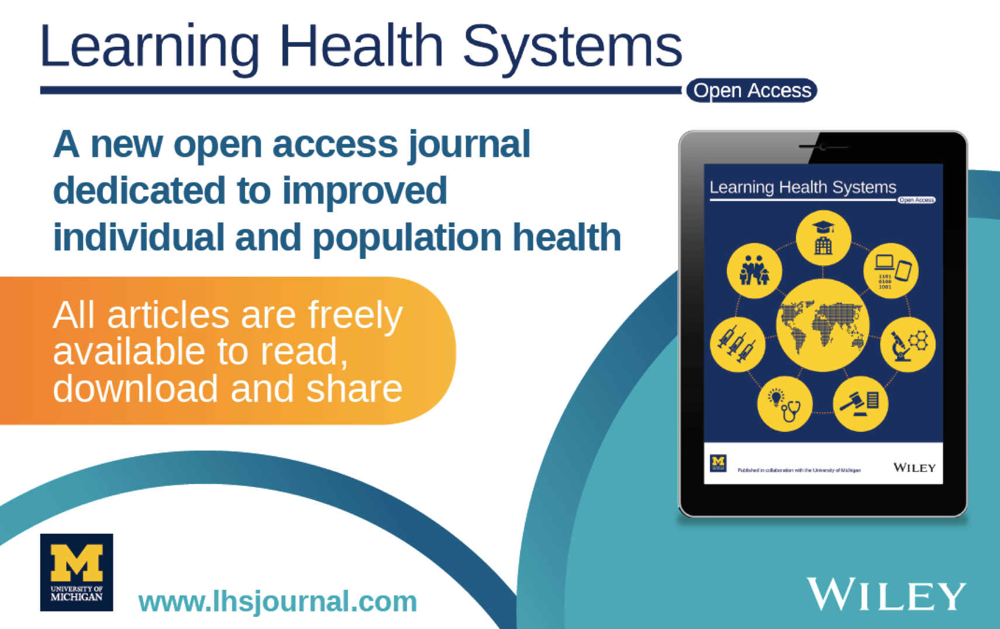 Learning Health Systems
Open Access
A new open access journal
dedicated to improved
individual and population health
All articles are freely
available to read,
download and share
Learning Health Systems
Open Access
1101
0100
1001
M
Published in collaboration with the University of Michigan
WILEY
M
UNIVERSITY OF
MICHIGAN
www.lhsjournal.com
WILEY